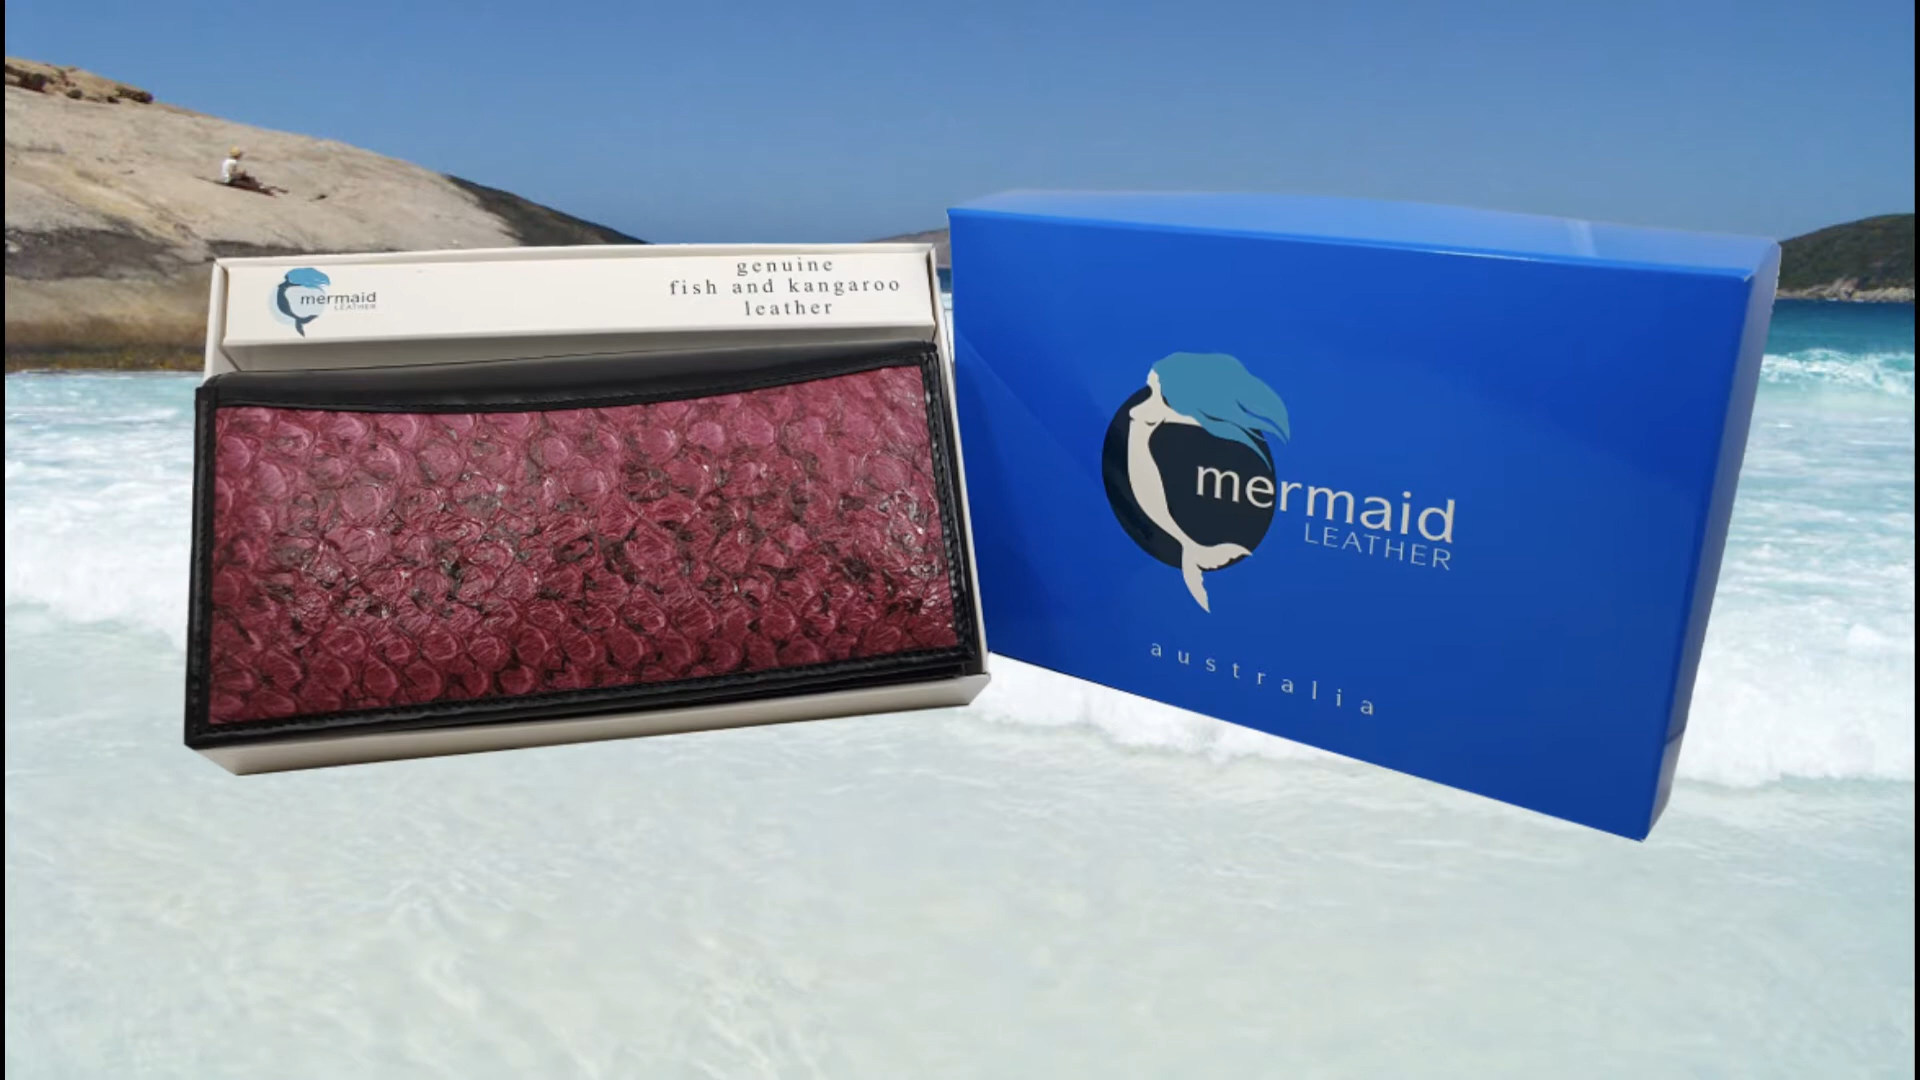 mermaid
LEATHER
genuine
fish and kangaroo
leather
mermaid
LEATHER
australia